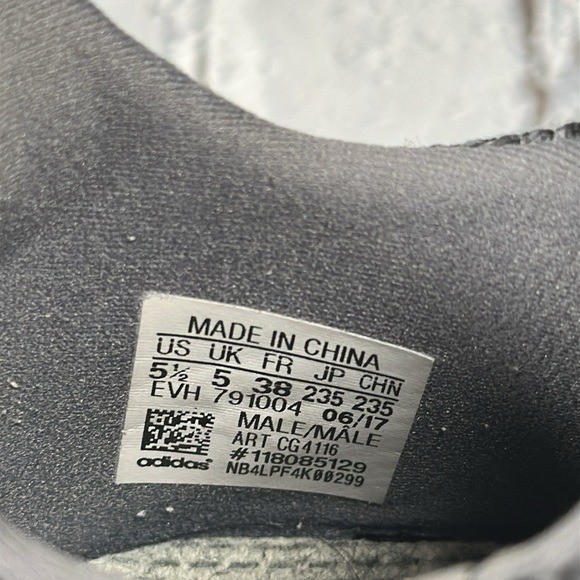 MADE IN CHINA
US UK FR JP CHN
5½ 5 38 235 235
EVH 791004 06/17
MALE/MÂLE
ART CG4116
#118085129
adidas® NB4LPF4K00299